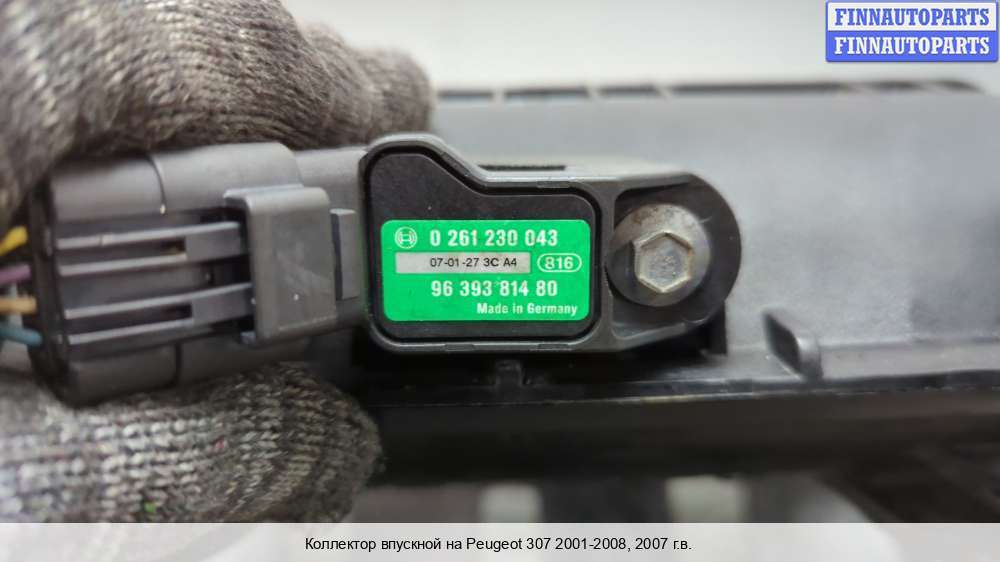 FINNAUTOPARTS
FINNAUTOPARTS
0 261 230 043
07-01-27 3C A4
816
96 393 814 80
Made in Germany
Коллектор впускной на Peugeot 307 2001-2008, 2007 г.в.